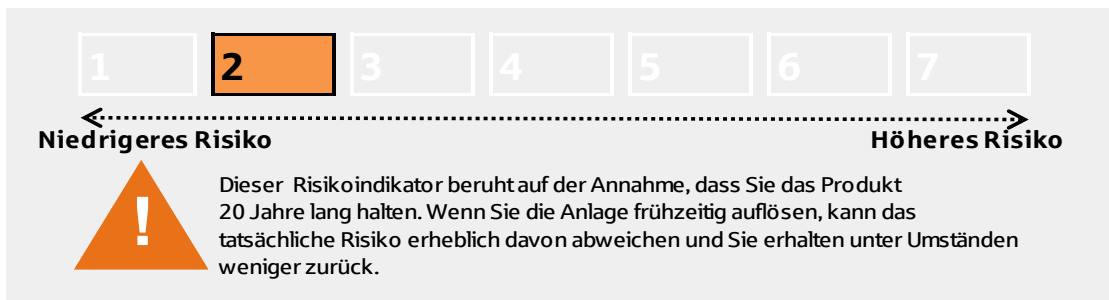 1 2 3 4 5 6 7
Niedrigeres Risiko Höheres Risiko
!
Dieser Risikoindikator beruht auf der Annahme, dass Sie das Produkt
20 Jahre lang halten. Wenn Sie die Anlage frühzeitig auflösen, kann das
tatsächliche Risiko erheblich davon abweichen und Sie erhalten unter Umständen
weniger zurück.